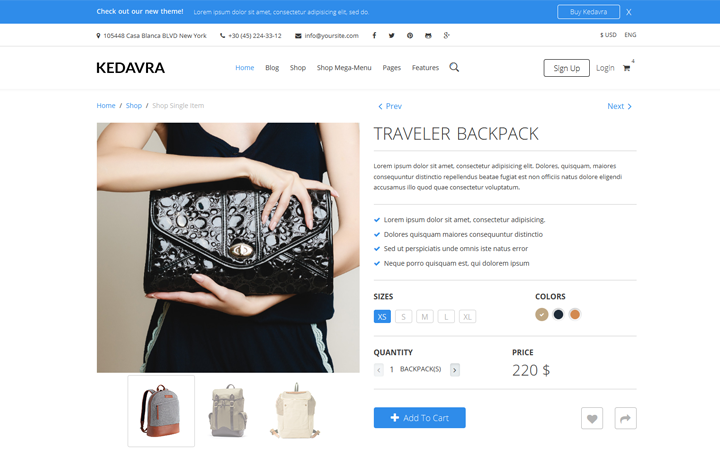 Check out our new theme! Lorem ipsum dolor sit amet, consectetur adipisicing elit, sed do. Buy Kedavra X
105448 Casa Blanca BLVD New York +30 (45) 224-33-12 info@yoursite.com $ USD ENG
KEDAVRA Home Blog Shop Shop Mega-Menu Pages Features Sign Up Login 4
Home / Shop / Shop Single Item
Prev Next
TRAVELER BACKPACK
Lorem ipsum dolor sit amet, consectetur adipisicing elit. Dolores, quisquam, maiores
consequuntur distinctio repellendus beatae fugiat est non officiis natus dolore eligendi
accusamus illo quod quae consectetur voluptatum.
Lorem ipsum dolor sit amet, consectetur adipisicing.
Dolores quisquam maiores consequuntur distinctio
Sed ut perspiciatis unde omnis iste natus error
Neque porro quisquam est, qui dolorem ipsum
SIZES COLORS
XS S M L XL
QUANTITY PRICE
< 1 BACKPACK(S) > 220 $
Add To Cart